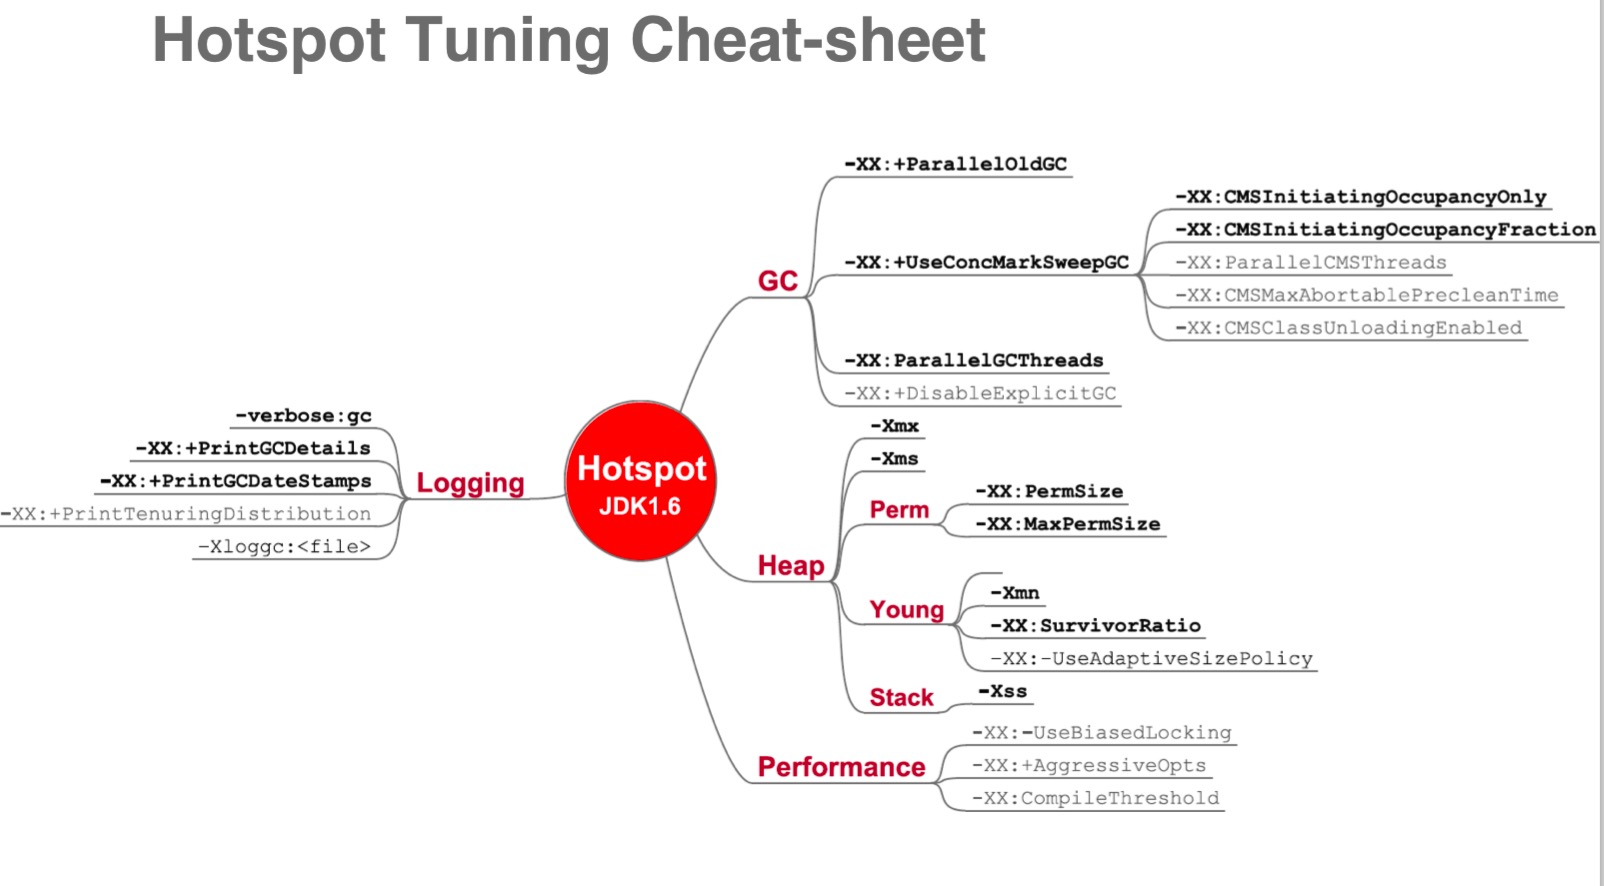 Hotspot Tuning Cheat-sheet
Hotspot
JDK1.6
Logging
-verbose:gc
-XX:+PrintGCDetails
-XX:+PrintGCDateStamps
-XX:+PrintTenuringDistribution
-Xloggc:<file>
GC
-XX:+ParallelOldGC
-XX:+UseConcMarkSweepGC
-XX:CMSInitiatingOccupancyOnly
-XX:CMSInitiatingOccupancyFraction
-XX:ParallelCMSThreads
-XX:CMSMaxAbortablePrecleanTime
-XX:CMSClassUnloadingEnabled
-XX:ParallelGCThreads
-XX:+DisableExplicitGC
Heap
-Xmx
-Xms
Perm
-XX:PermSize
-XX:MaxPermSize
Young
-Xmn
-XX:SurvivorRatio
-XX:-UseAdaptiveSizePolicy
Stack
-Xss
Performance
-XX:-UseBiasedLocking
-XX:+AggressiveOpts
-XX:CompileThreshold